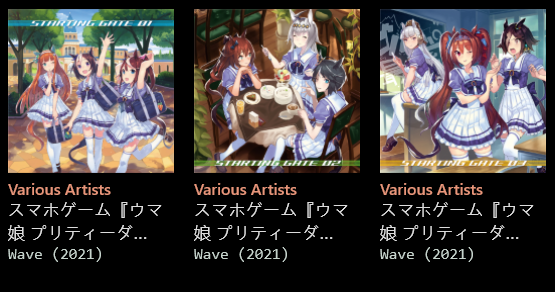 STARTING GATE 01
STARTING GATE 02
STARTING GATE 03
Various Artists
スマホゲーム『ウマ
娘 プリティーダ...
Wave (2021)
Various Artists
スマホゲーム『ウマ
娘 プリティーダ...
Wave (2021)
Various Artists
スマホゲーム『ウマ
娘 プリティーダ...
Wave (2021)